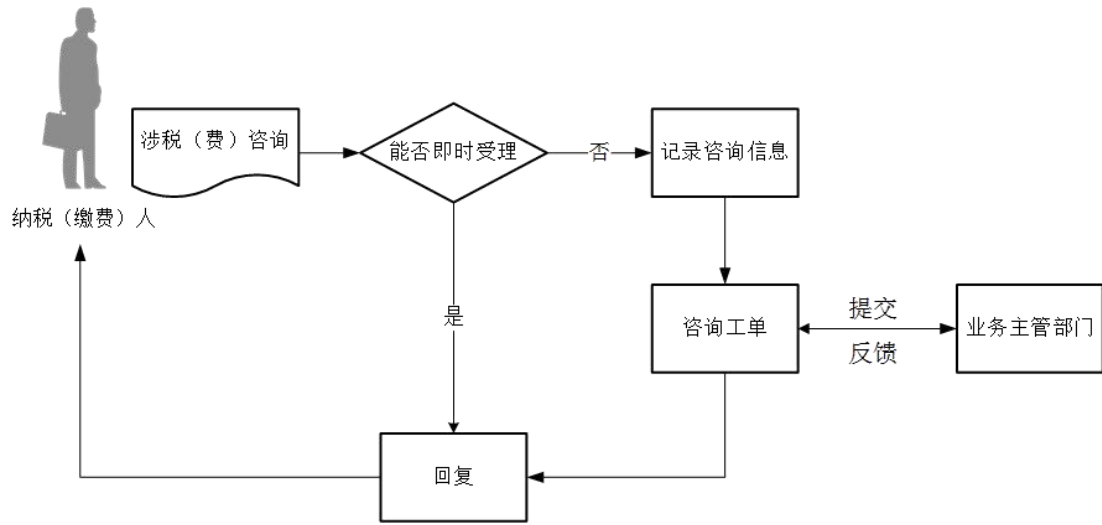 涉税（费）咨询
能否即时受理
否
记录咨询信息
纳税（缴费）人
是
咨询工单
提交
反馈
业务主管部门
回复